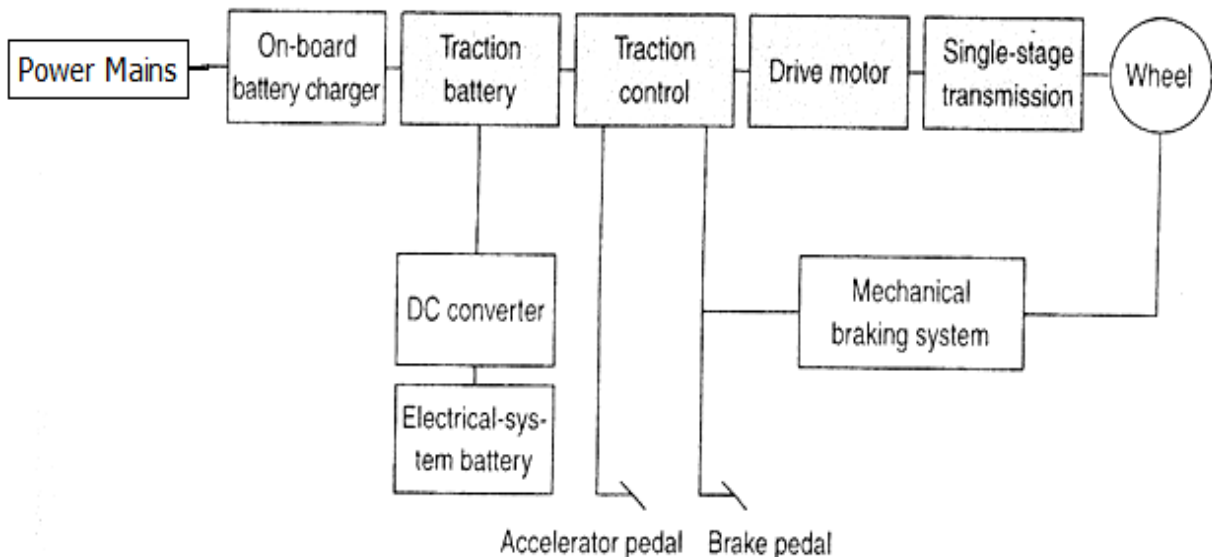 Power Mains
On-board
battery charger
Traction
battery
Traction
control
Drive motor
Single-stage
transmission
Wheel
DC converter
Mechanical
braking system
Electrical-sys-
tem battery
Accelerator pedal
Brake pedal